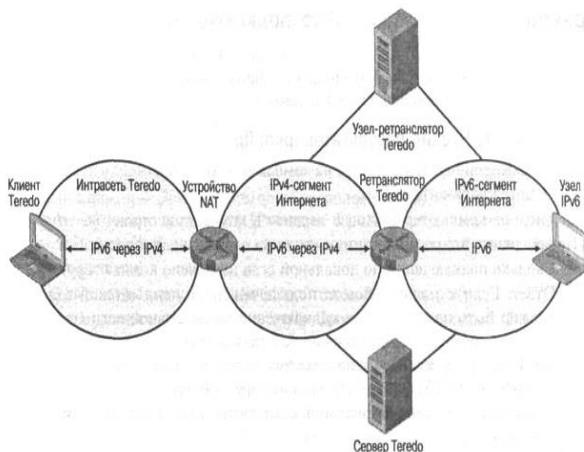 Узел-ретранслятор
Teredo
Клиент
Teredo
Интрасеть Teredo
Устройство
NAT
IPv4-сегмент
Интернета
Ретранслятор
Teredo
IPv6-сегмент
Интернета
Узел
IPv6
IPv6 через IPv4
IPv6 через IPv4
IPv6
Сервер Teredo